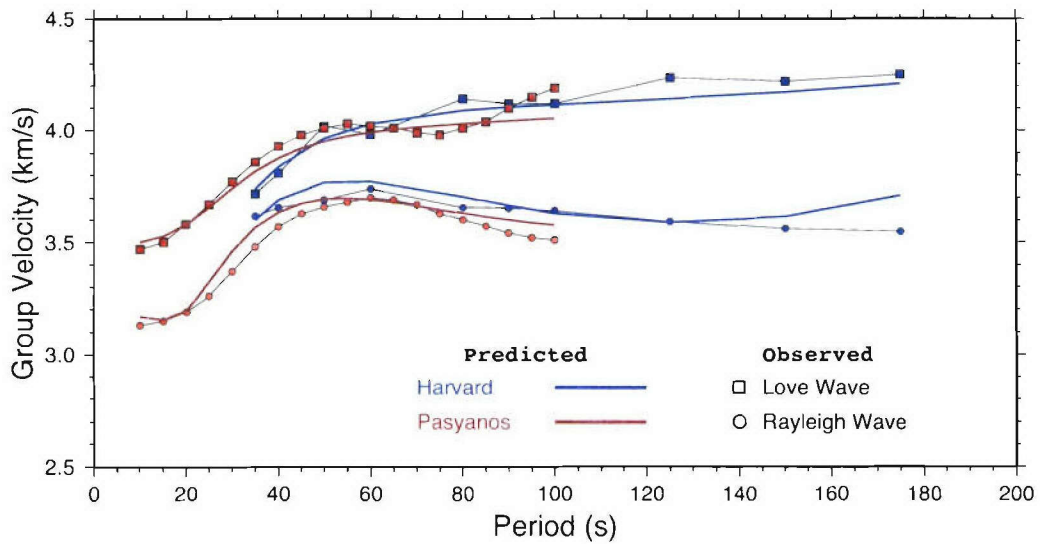 4.5
4.0
3.5
3.0
2.5
Group Velocity (km/s)
Predicted
Observed
Harvard
Love Wave
Pasyanos
Rayleigh Wave
0 20 40 60 80 100 120 140 160 180 200
Period (s)